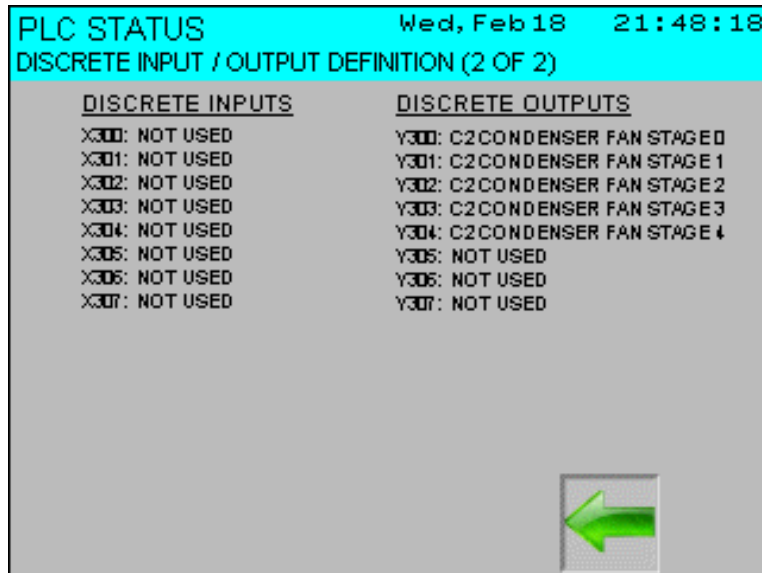 PLC STATUS Wed, Feb 18 21:48:18
DISCRETE INPUT / OUTPUT DEFINITION (2 OF 2)
DISCRETE INPUTS
X300: NOT USED
X301: NOT USED
X302: NOT USED
X303: NOT USED
X304: NOT USED
X305: NOT USED
X306: NOT USED
X307: NOT USED
DISCRETE OUTPUTS
Y300: C2 CONDENSER FAN STAGE 0
Y301: C2 CONDENSER FAN STAGE 1
Y302: C2 CONDENSER FAN STAGE 2
Y303: C2 CONDENSER FAN STAGE 3
Y304: C2 CONDENSER FAN STAGE 4
Y305: NOT USED
Y306: NOT USED
Y307: NOT USED